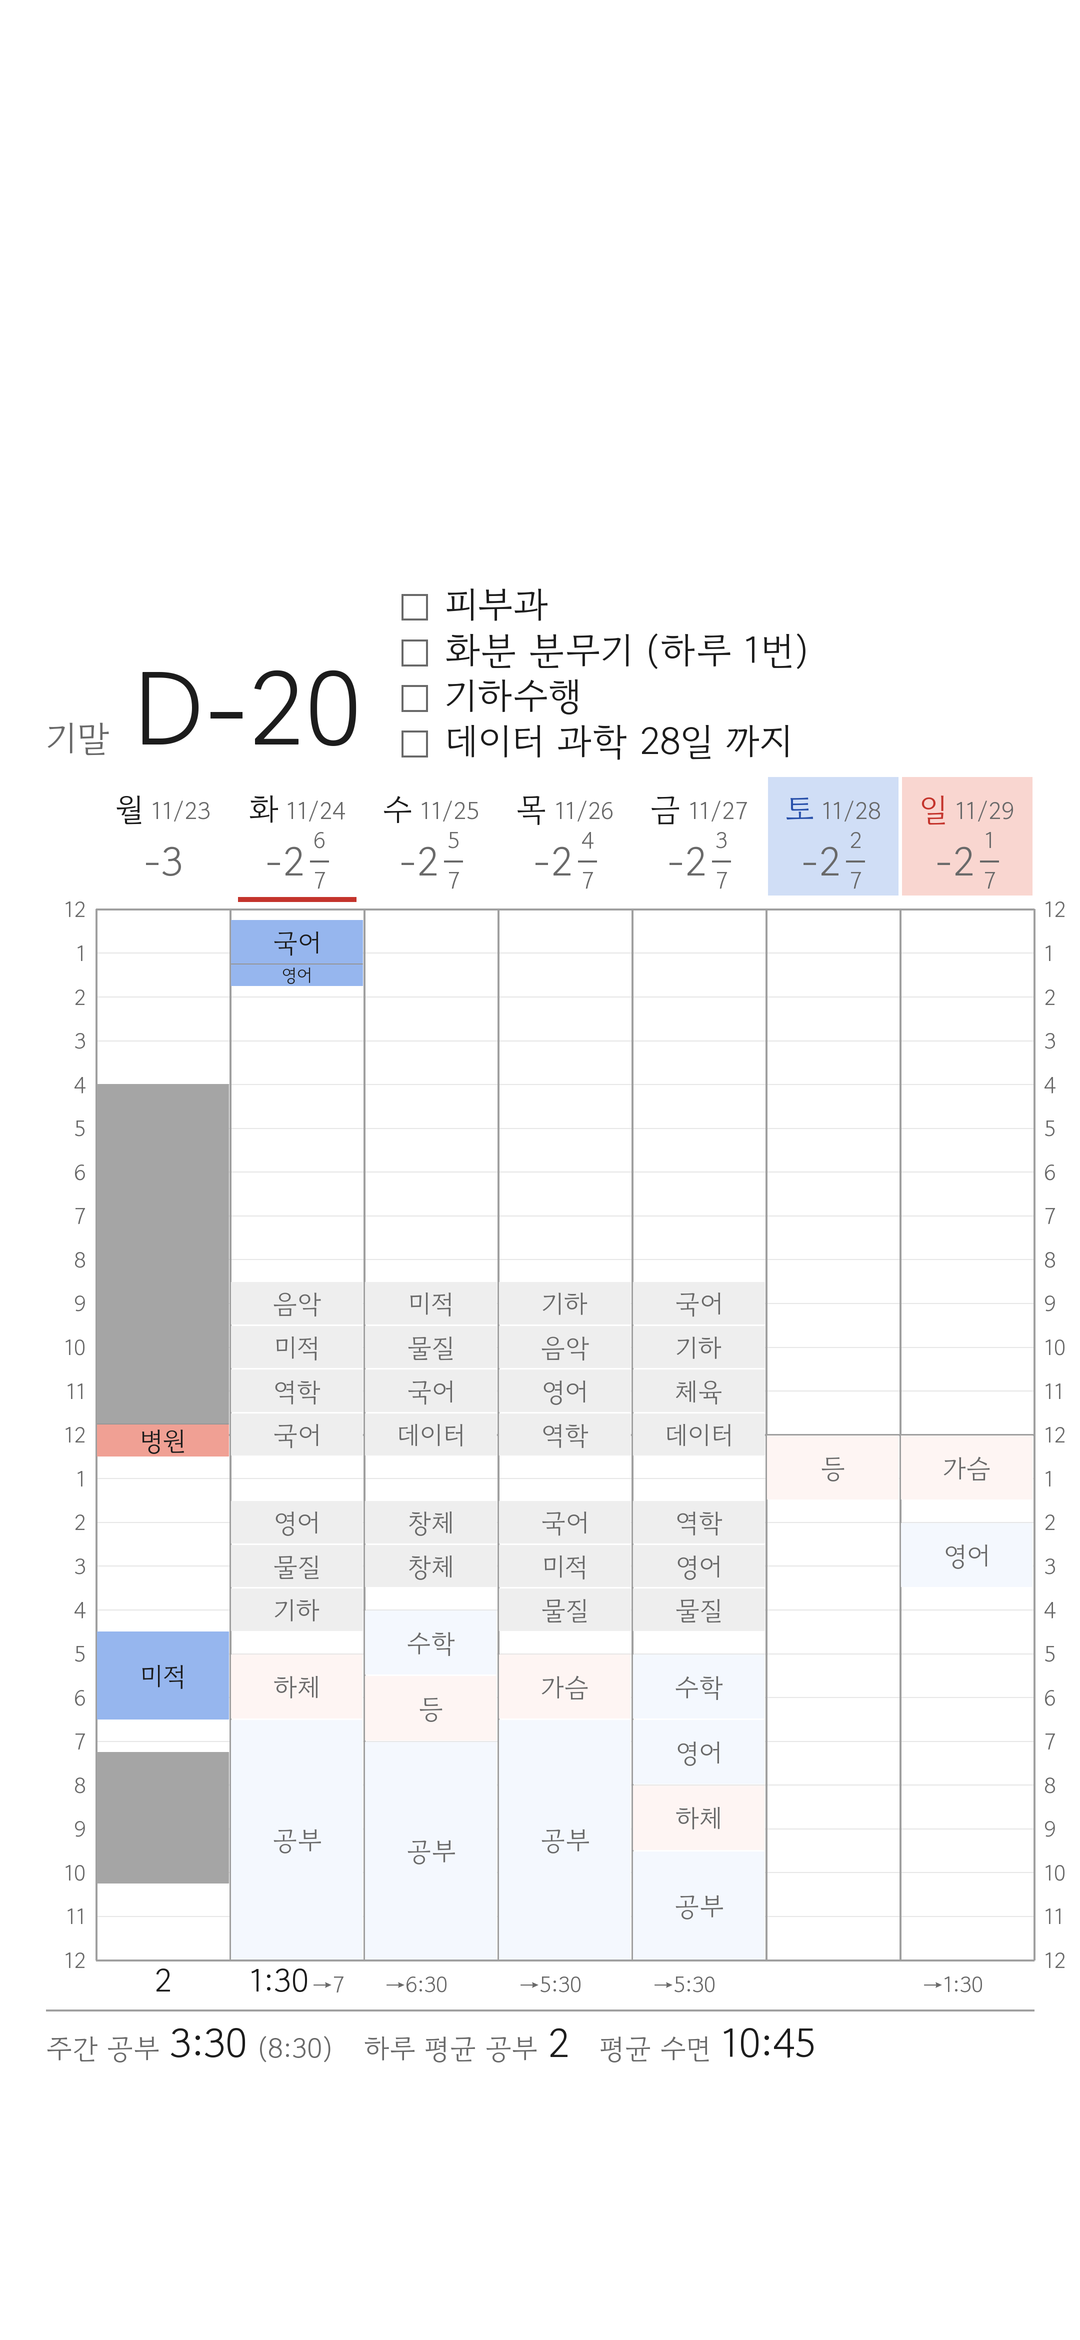 피부과
화분 분무기 (하루 1번)
기하수행
데이터 과학 28일 까지
기말 D-20
월 11/23 화 11/24 수 11/25 목 11/26 금 11/27 토 11/28 일 11/29
-3 -2 6/7 -2 5/7 -2 4/7 -2 3/7 -2 2/7 -2 1/7
12 12
국어
1 1
영어
2 2
3 3
4 4
5 5
6 6
7 7
8 8
9 음악 미적 기하 국어 9
10 미적 물질 음악 기하 10
11 역학 국어 영어 체육 11
12 병원 국어 데이터 역학 데이터 12
등 가슴
1 1
2 영어 창체 국어 역학 2
영어
3 물질 창체 미적 영어 3
4 기하 물질 물질 4
수학
5 5
미적 하체 가슴 수학
6 등 6
7 영어 7
8 8
하체
9 공부 공부 공부 9
10 10
공부
11 11
12 12
2 1:30 →7 →6:30 →5:30 →5:30 →1:30
주간 공부 3:30 (8:30) 하루 평균 공부 2 평균 수면 10:45